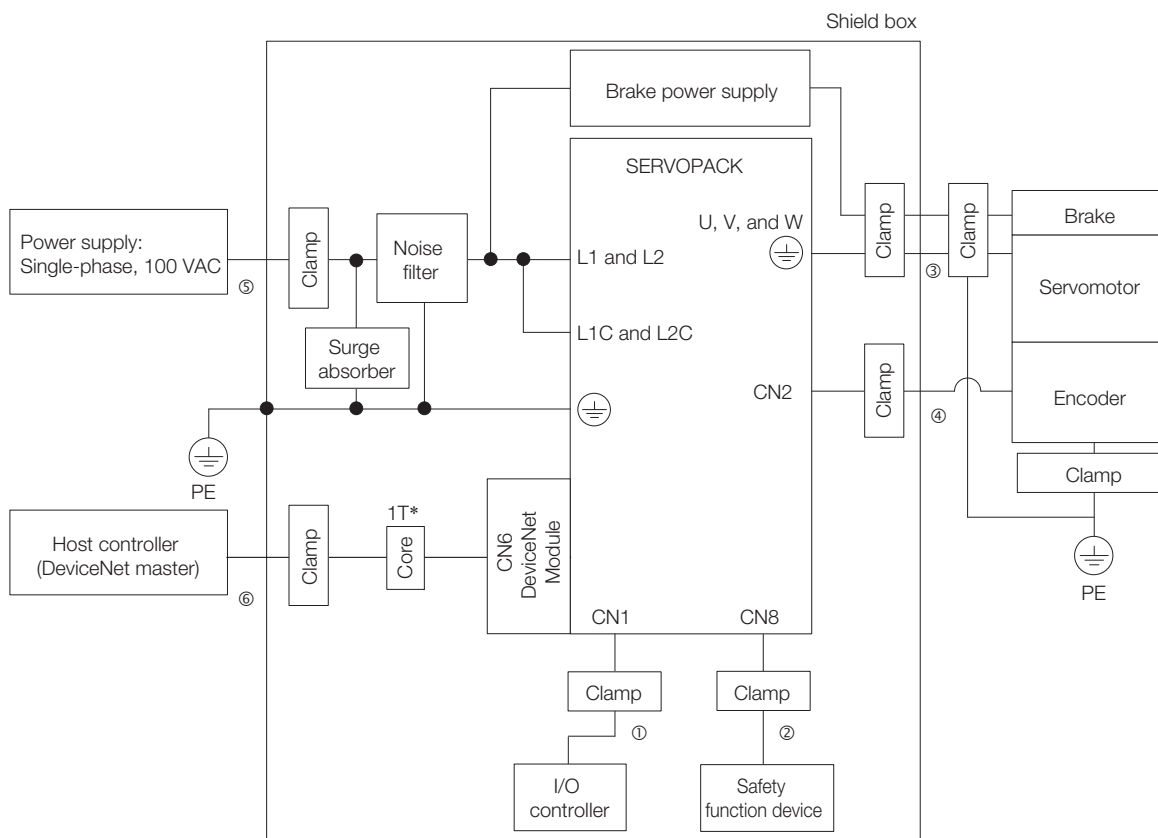 Shield box
Brake power supply
SERVOPACK
U, V, and W
Clamp
Clamp
Brake
Power supply:
Single-phase, 100 VAC
⑤
Clamp
Noise
filter
L1 and L2
③
Servomotor
L1C and L2C
Surge
absorber
CN2
Clamp
④
Encoder
Clamp
PE
PE
Host controller
(DeviceNet master)
⑥
Clamp
1T*
Core
CN6
DeviceNet
Module
CN1
CN8
Clamp
Clamp
①
②
I/O
controller
Safety
function device